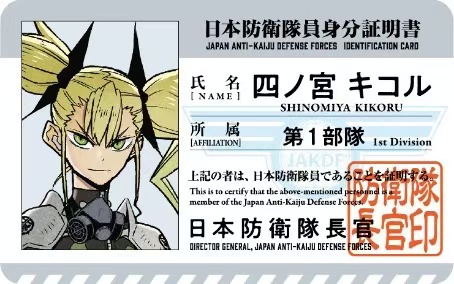 日本防衛隊員身分証明書
JAPAN ANTI-KAIJU DEFENSE FORCES IDENTIFICATION CARD
氏名 四ノ宮 キコル
[NAME] SHINOMIYA KIKORU
所属 第1部隊 1st Division
[AFFILIATION]
JAKDF
上記の者は、日本防衛隊員であることを証明する。
This is to certify that the above-mentioned personnel is a
member of the Japan Anti-Kaiju Defense Forces.
日本防衛隊長官
DIRECTOR GENERAL, JAPAN ANTI-KAIJU DEFENSE FORCES
防衛隊
長官印